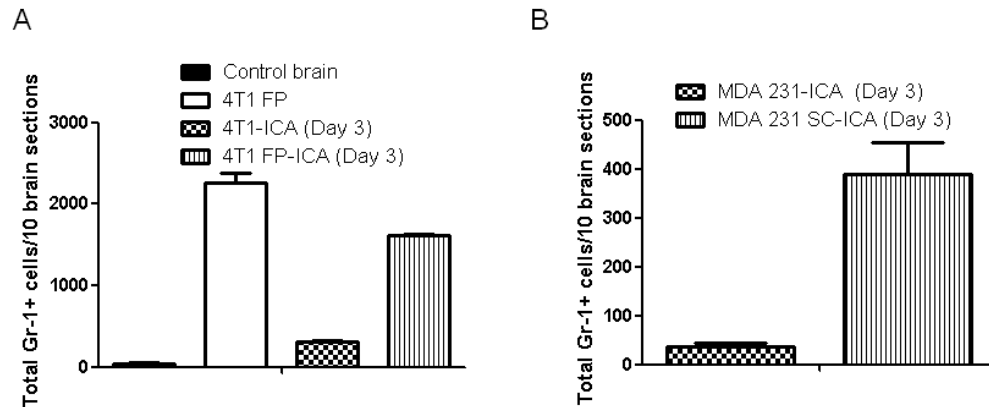 A
Total Gr-1+ cells/10 brain sections
Control brain
4T1 FP
4T1-ICA (Day 3)
4T1 FP-ICA (Day 3)
3000
2000
1000
0
B
Total Gr-1+ cells/10 brain sections
MDA 231-ICA (Day 3)
MDA 231 SC-ICA (Day 3)
500
400
300
200
100
0